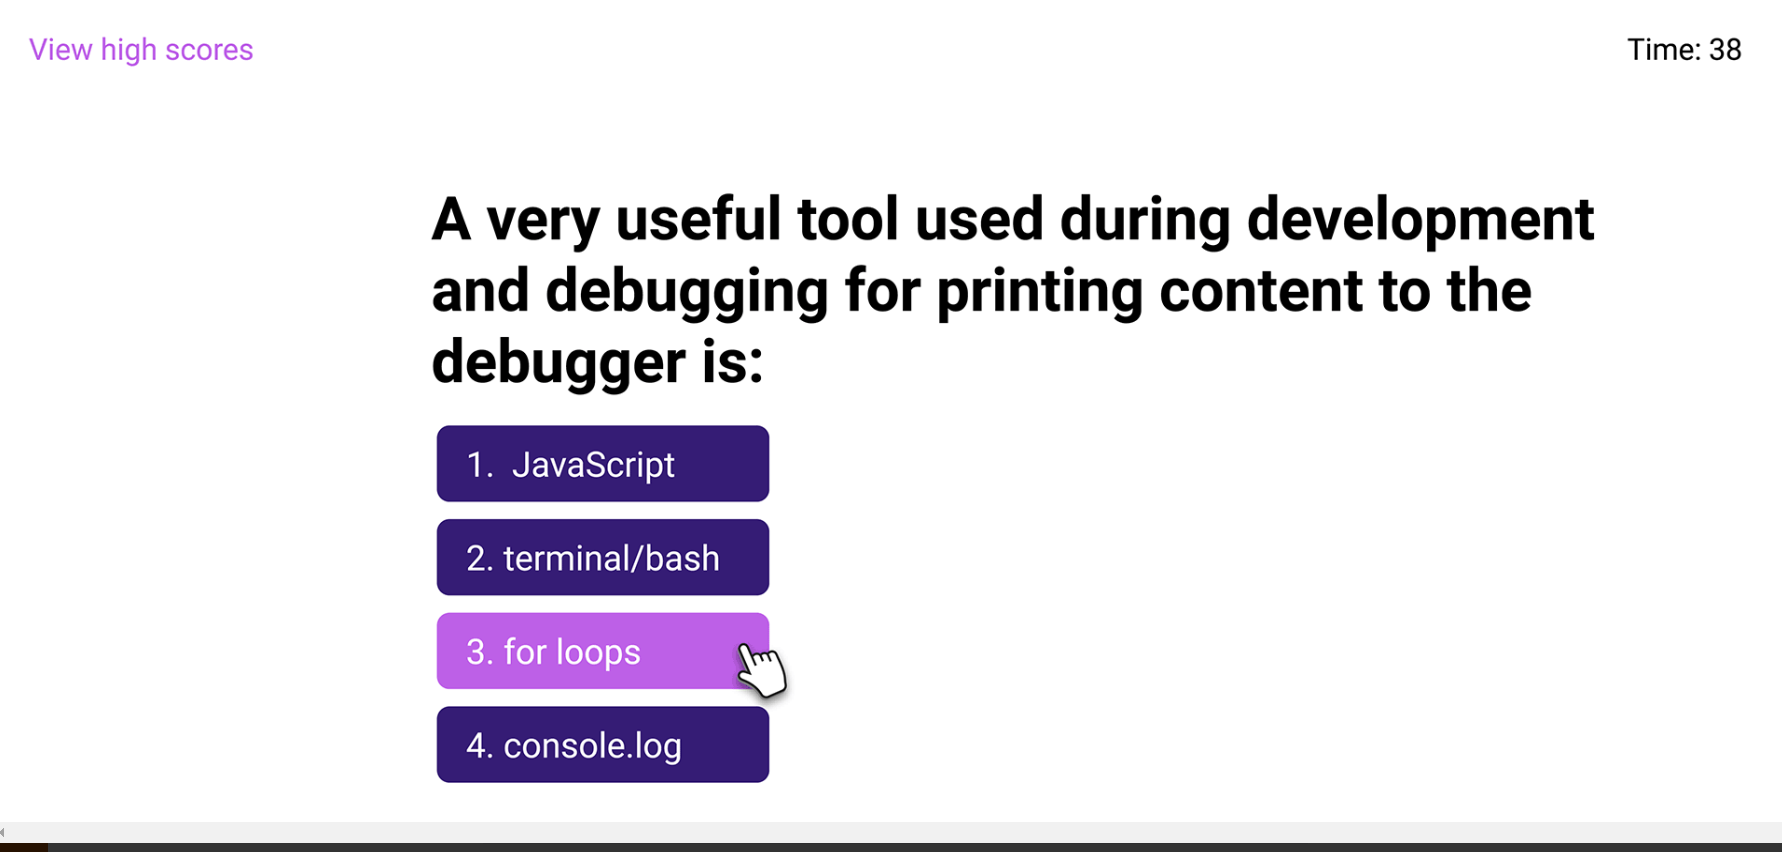 View high scores
Time: 38
A very useful tool used during development
and debugging for printing content to the
debugger is:
1. JavaScript
2. terminal/bash
3. for loops
4. console.log